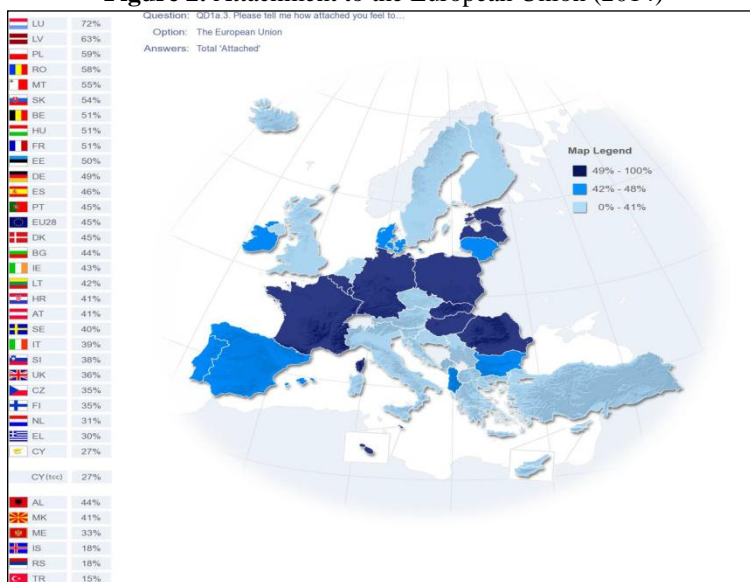 Figure 2. Attachment to the European Union (2014)
Question: QD1a.3. Please tell me how attached you feel to...
Option: The European Union
Answers: Total 'Attached'
LU 72%
LV 63%
PL 59%
RO 58%
MT 55%
SK 54%
BE 51%
HU 51%
FR 51%
EE 50%
DE 49%
ES 46%
PT 45%
EU28 45%
DK 45%
BG 44%
IE 43%
LT 42%
HR 41%
AT 41%
SE 40%
IT 39%
SI 38%
UK 36%
CZ 35%
FI 35%
NL 31%
EL 30%
CY 27%
CY (tcc) 27%
AL 44%
MK 41%
ME 33%
IS 18%
RS 18%
TR 15%
Map Legend
49% - 100%
42% - 48%
0% - 41%